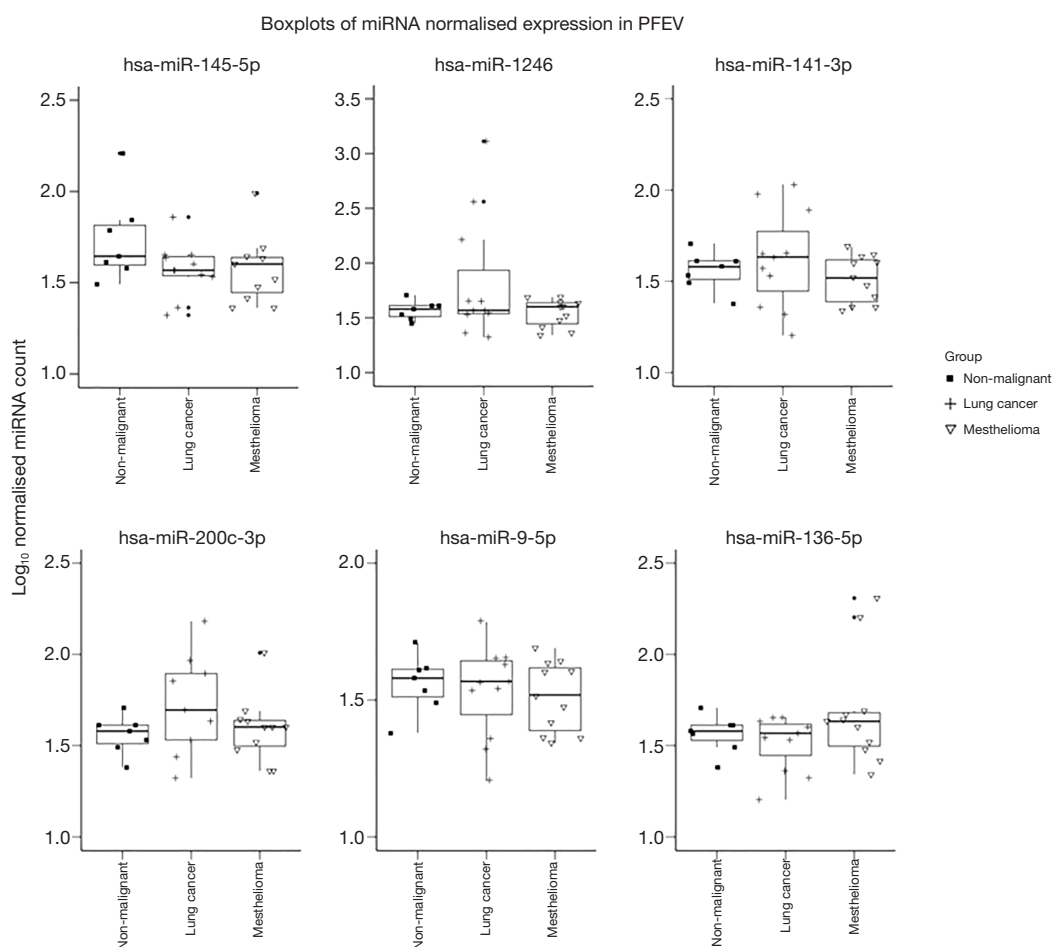 Boxplots of miRNA normalised expression in PFEV
hsa-miR-145-5p
hsa-miR-1246
hsa-miR-141-3p
Log₁₀ normalised miRNA count
2.5
2.0
1.5
1.0
Non-malignant
Lung cancer
Mesthelioma
3.5
3.0
2.5
2.0
1.5
1.0
Non-malignant
Lung cancer
Mesthelioma
2.5
2.0
1.5
1.0
Non-malignant
Lung cancer
Mesthelioma
Group
Non-malignant
Lung cancer
Mesthelioma
hsa-miR-200c-3p
hsa-miR-9-5p
hsa-miR-136-5p
2.5
2.0
1.5
1.0
Non-malignant
Lung cancer
Mesthelioma
2.0
1.5
1.0
Non-malignant
Lung cancer
Mesthelioma
2.5
2.0
1.5
1.0
Non-malignant
Lung cancer
Mesthelioma